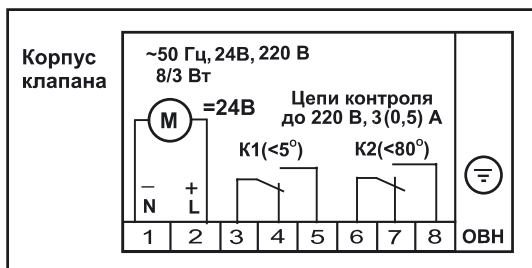 Корпус
клапана
~50 Гц, 24В, 220 В
8/3 Вт
М
=24В
Цепи контроля
до 220 В, 3(0,5) А
К1(<5°)
К2(<80°)
– +
N L
1 2 3 4 5 6 7 8 ОВН